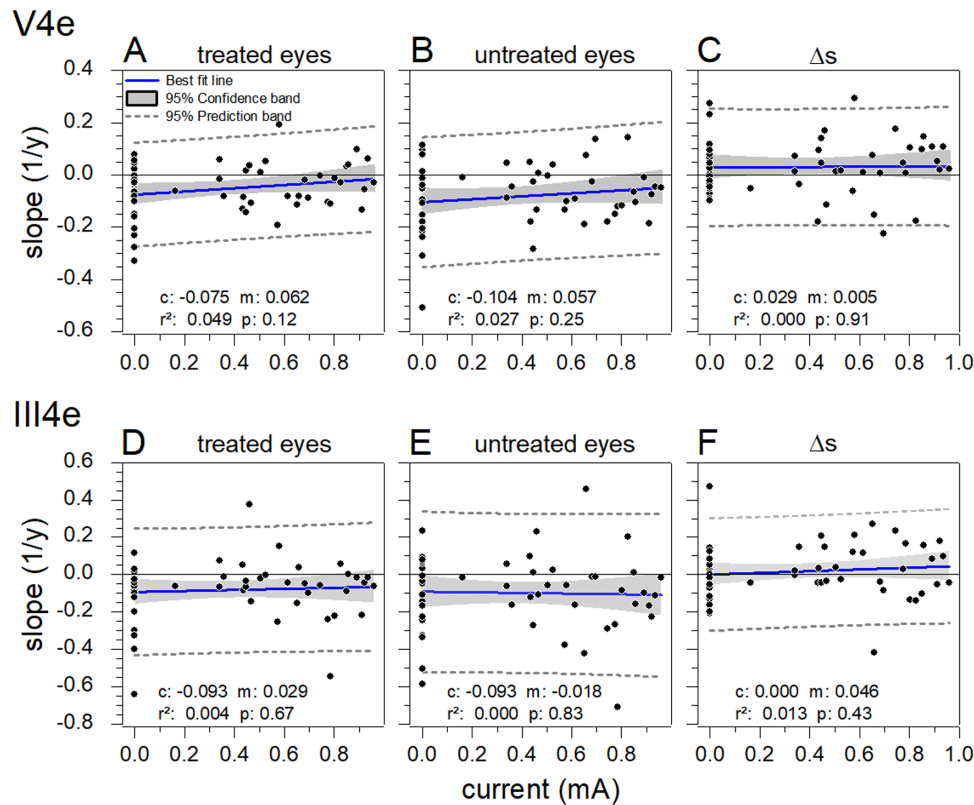 V4e
A treated eyes B untreated eyes C Δs
Best fit line
95% Confidence band
95% Prediction band
0.4
0.2
0.0
-0.2
-0.4
-0.6
slope (1/y)
c: -0.075 m: 0.062
r²: 0.049 p: 0.12
c: -0.104 m: 0.057
r²: 0.027 p: 0.25
c: 0.029 m: 0.005
r²: 0.000 p: 0.91
0.0 0.2 0.4 0.6 0.8 0.0 0.2 0.4 0.6 0.8 0.0 0.2 0.4 0.6 0.8 1.0
III4e
D treated eyes E untreated eyes F Δs
0.6
0.4
0.2
0.0
-0.2
-0.4
-0.6
-0.8
slope (1/y)
c: -0.093 m: 0.029
r²: 0.004 p: 0.67
c: -0.093 m: -0.018
r²: 0.000 p: 0.83
c: 0.000 m: 0.046
r²: 0.013 p: 0.43
0.0 0.2 0.4 0.6 0.8 0.0 0.2 0.4 0.6 0.8 0.0 0.2 0.4 0.6 0.8 1.0
current (mA)